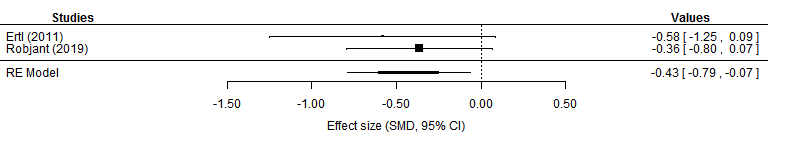 Studies Values
Ertl (2011) -0.58 [ -1.25 , 0.09 ]
Robjant (2019) -0.36 [ -0.80 , 0.07 ]
RE Model -0.43 [ -0.79 , -0.07 ]
-1.50 -1.00 -0.50 0.00 0.50
Effect size (SMD, 95% CI)